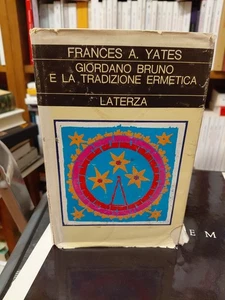 FRANCES A. YATES
GIORDANO BRUNO
E LA TRADIZIONE ERMETICA
LATERZA
E M